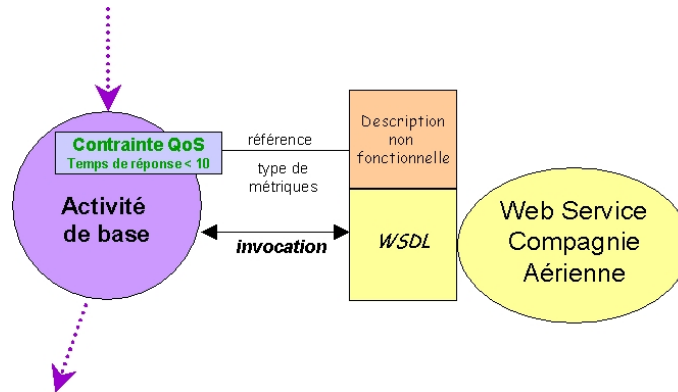 Contrainte QoS
Temps de réponse < 10
Activité
de base
référence
type de
métriques
invocation
Description
non
fonctionnelle
WSDL
Web Service
Compagnie
Aérienne